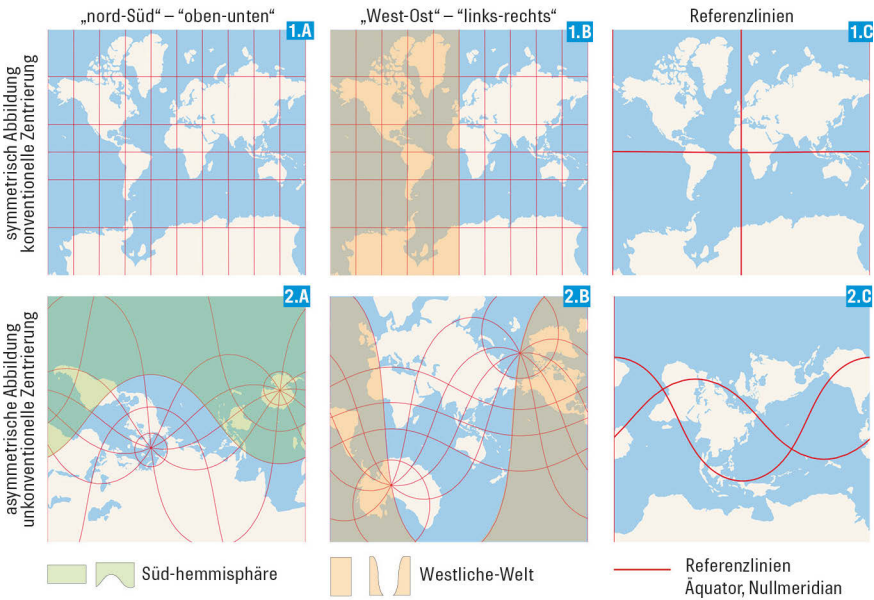 „nord-Süd“ – “oben-unten“
„West-Ost“ – “links-rechts“
Referenzlinien
symmetrisch Abbildung
konventionelle Zentrierung
1.A
1.B
1.C
asymmetrische Abbildung
unkonventionelle Zentrierung
2.A
2.B
2.C
Süd-hemmisphäre
Westliche-Welt
Referenzlinien
Äquator, Nullmeridian